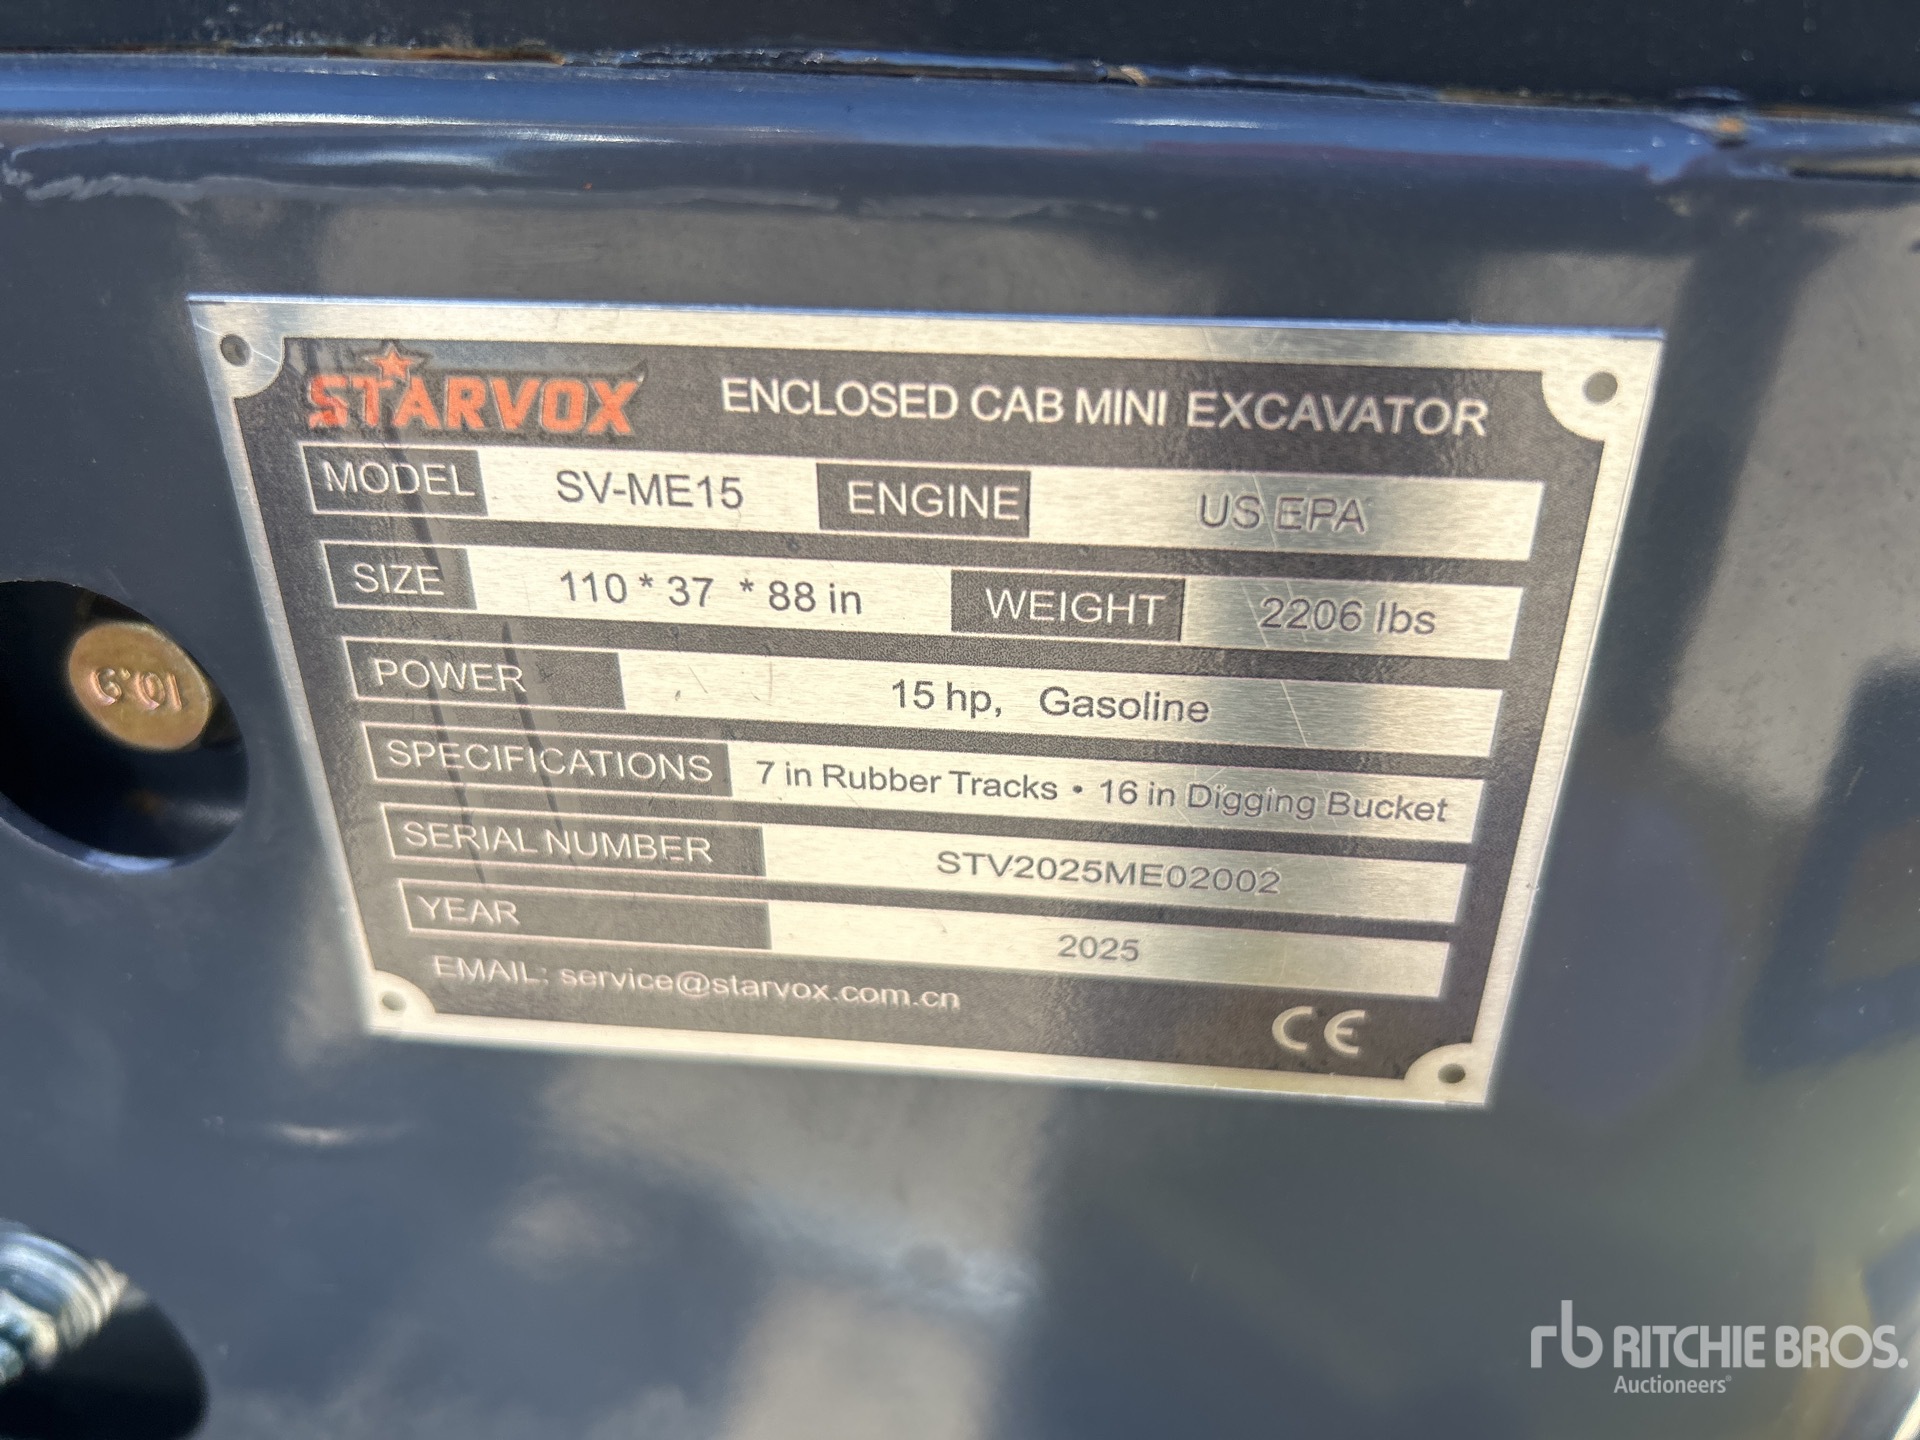 STARVOX ENCLOSED CAB MINI EXCAVATOR
MODEL SV-ME15 ENGINE US EPA
SIZE 110 * 37 * 88 in WEIGHT 2206 lbs
POWER 15 hp, Gasoline
SPECIFICATIONS 7 in Rubber Tracks • 16 in Digging Bucket
SERIAL NUMBER STV2025ME02002
YEAR 2025
EMAIL: service@starvox.com.cn
CE
10.9
rb RITCHIE BROS.
Auctioneers®